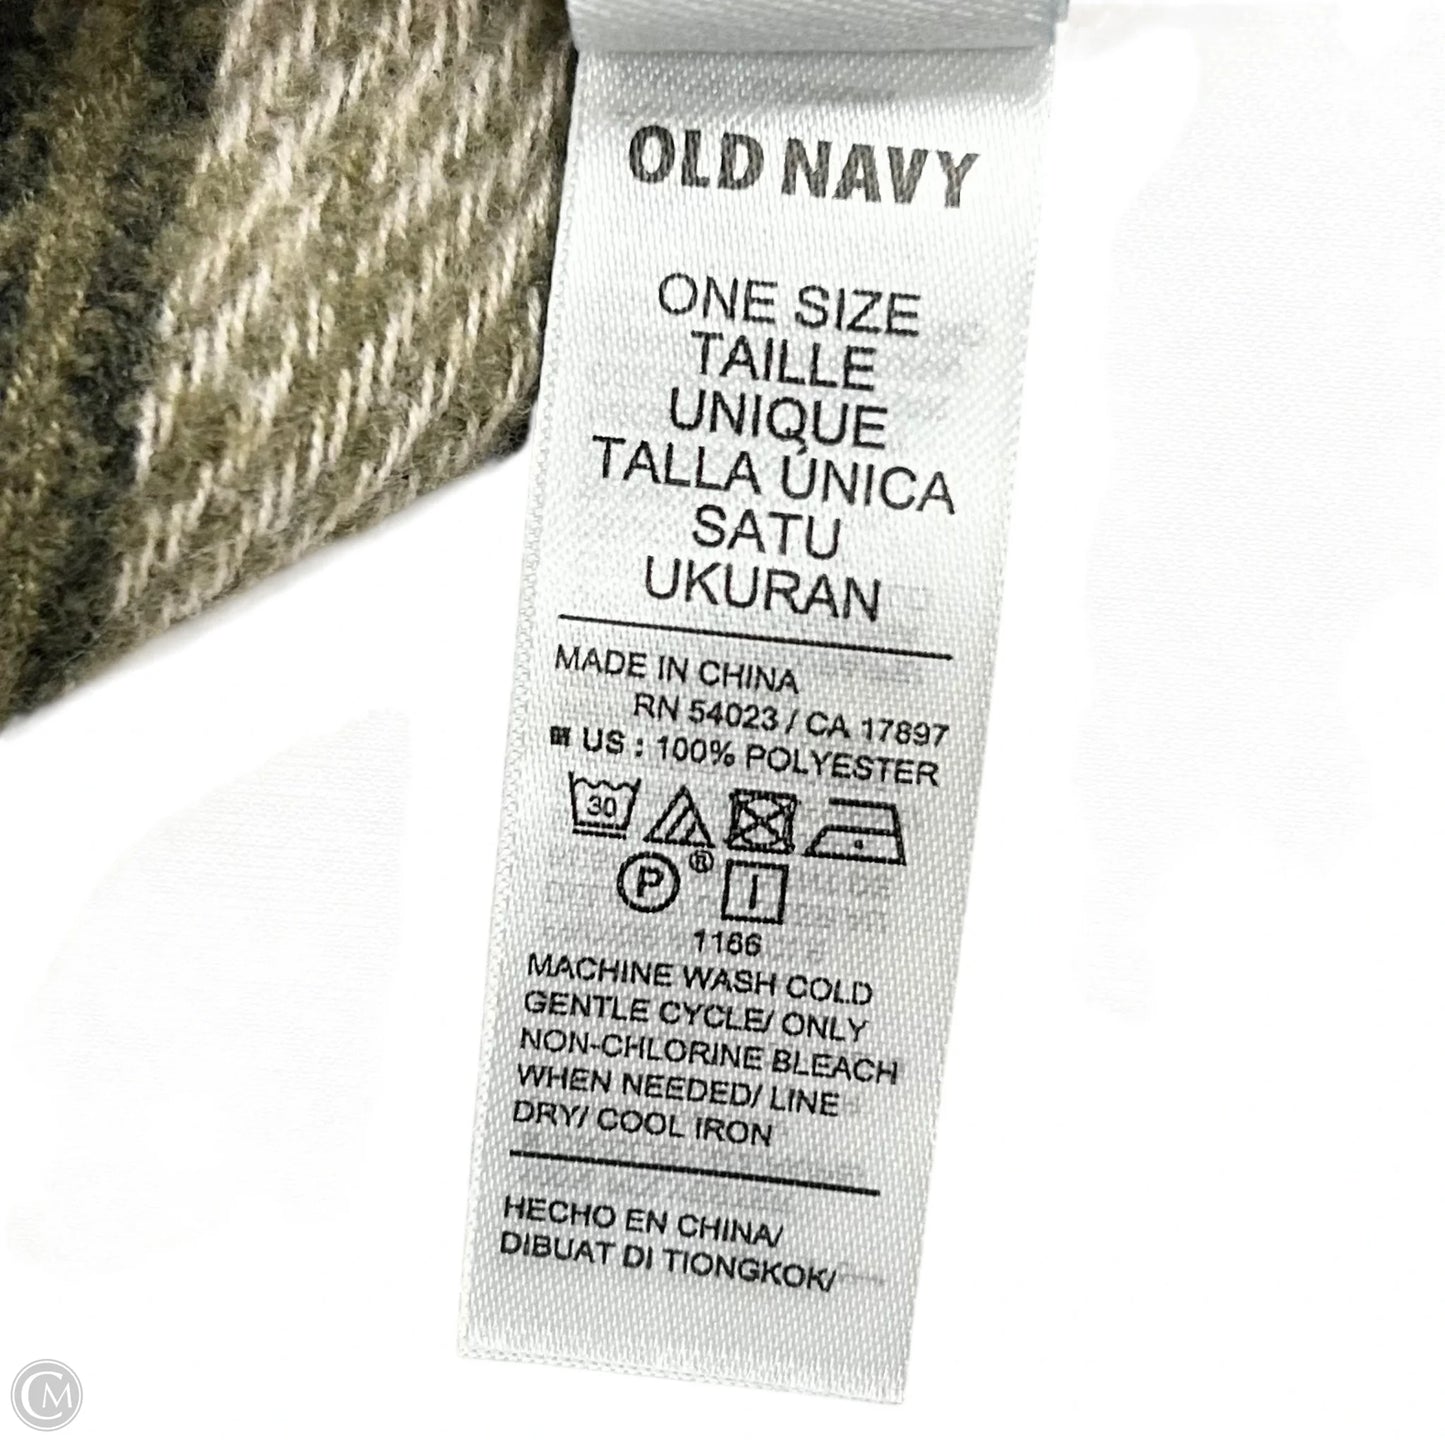 OLD NAVY
ONE SIZE
TAILLE
UNIQUE
TALLA ÚNICA
SATU
UKURAN
MADE IN CHINA
RN 54023 / CA 17897
US : 100% POLYESTER
30
P ®
1166
MACHINE WASH COLD
GENTLE CYCLE/ ONLY
NON-CHLORINE BLEACH
WHEN NEEDED/ LINE
DRY/ COOL IRON
HECHO EN CHINA/
DIBUAT DI TIONGKOK/
CM